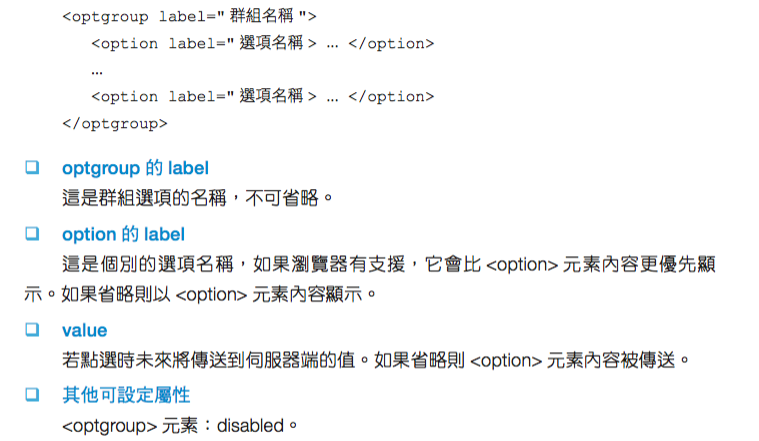 <optgroup label=" 群組名稱 ">
<option label=" 選項名稱 > … </option>
…
<option label=" 選項名稱 > … </option>
</optgroup>
❑ optgroup 的 label
這是群組選項的名稱,不可省略。
❑ option 的 label
這是個別的選項名稱,如果瀏覽器有支援,它會比 <option> 元素內容更優先顯
示。如果省略則以 <option> 元素內容顯示。
❑ value
若點選時未來將傳送到伺服器端的值。如果省略則 <option> 元素內容被傳送。
❑ 其他可設定屬性
<optgroup> 元素:disabled。